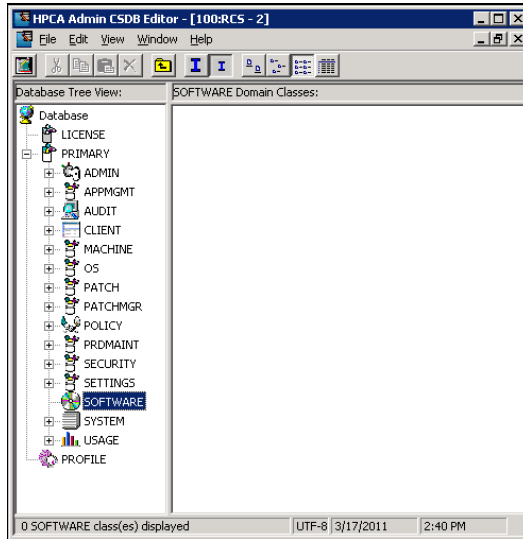 HPCA Admin CSDB Editor - [100:RCS - 2]
File Edit View Window Help
Database Tree View: SOFTWARE Domain Classes:
Database
LICENSE
PRIMARY
ADMIN
APPMGMT
AUDIT
CLIENT
MACHINE
OS
PATCH
PATCHMGR
POLICY
PRDMAINT
SECURITY
SETTINGS
SOFTWARE
SYSTEM
USAGE
PROFILE
0 SOFTWARE class(es) displayed UTF-8 3/17/2011 2:40 PM